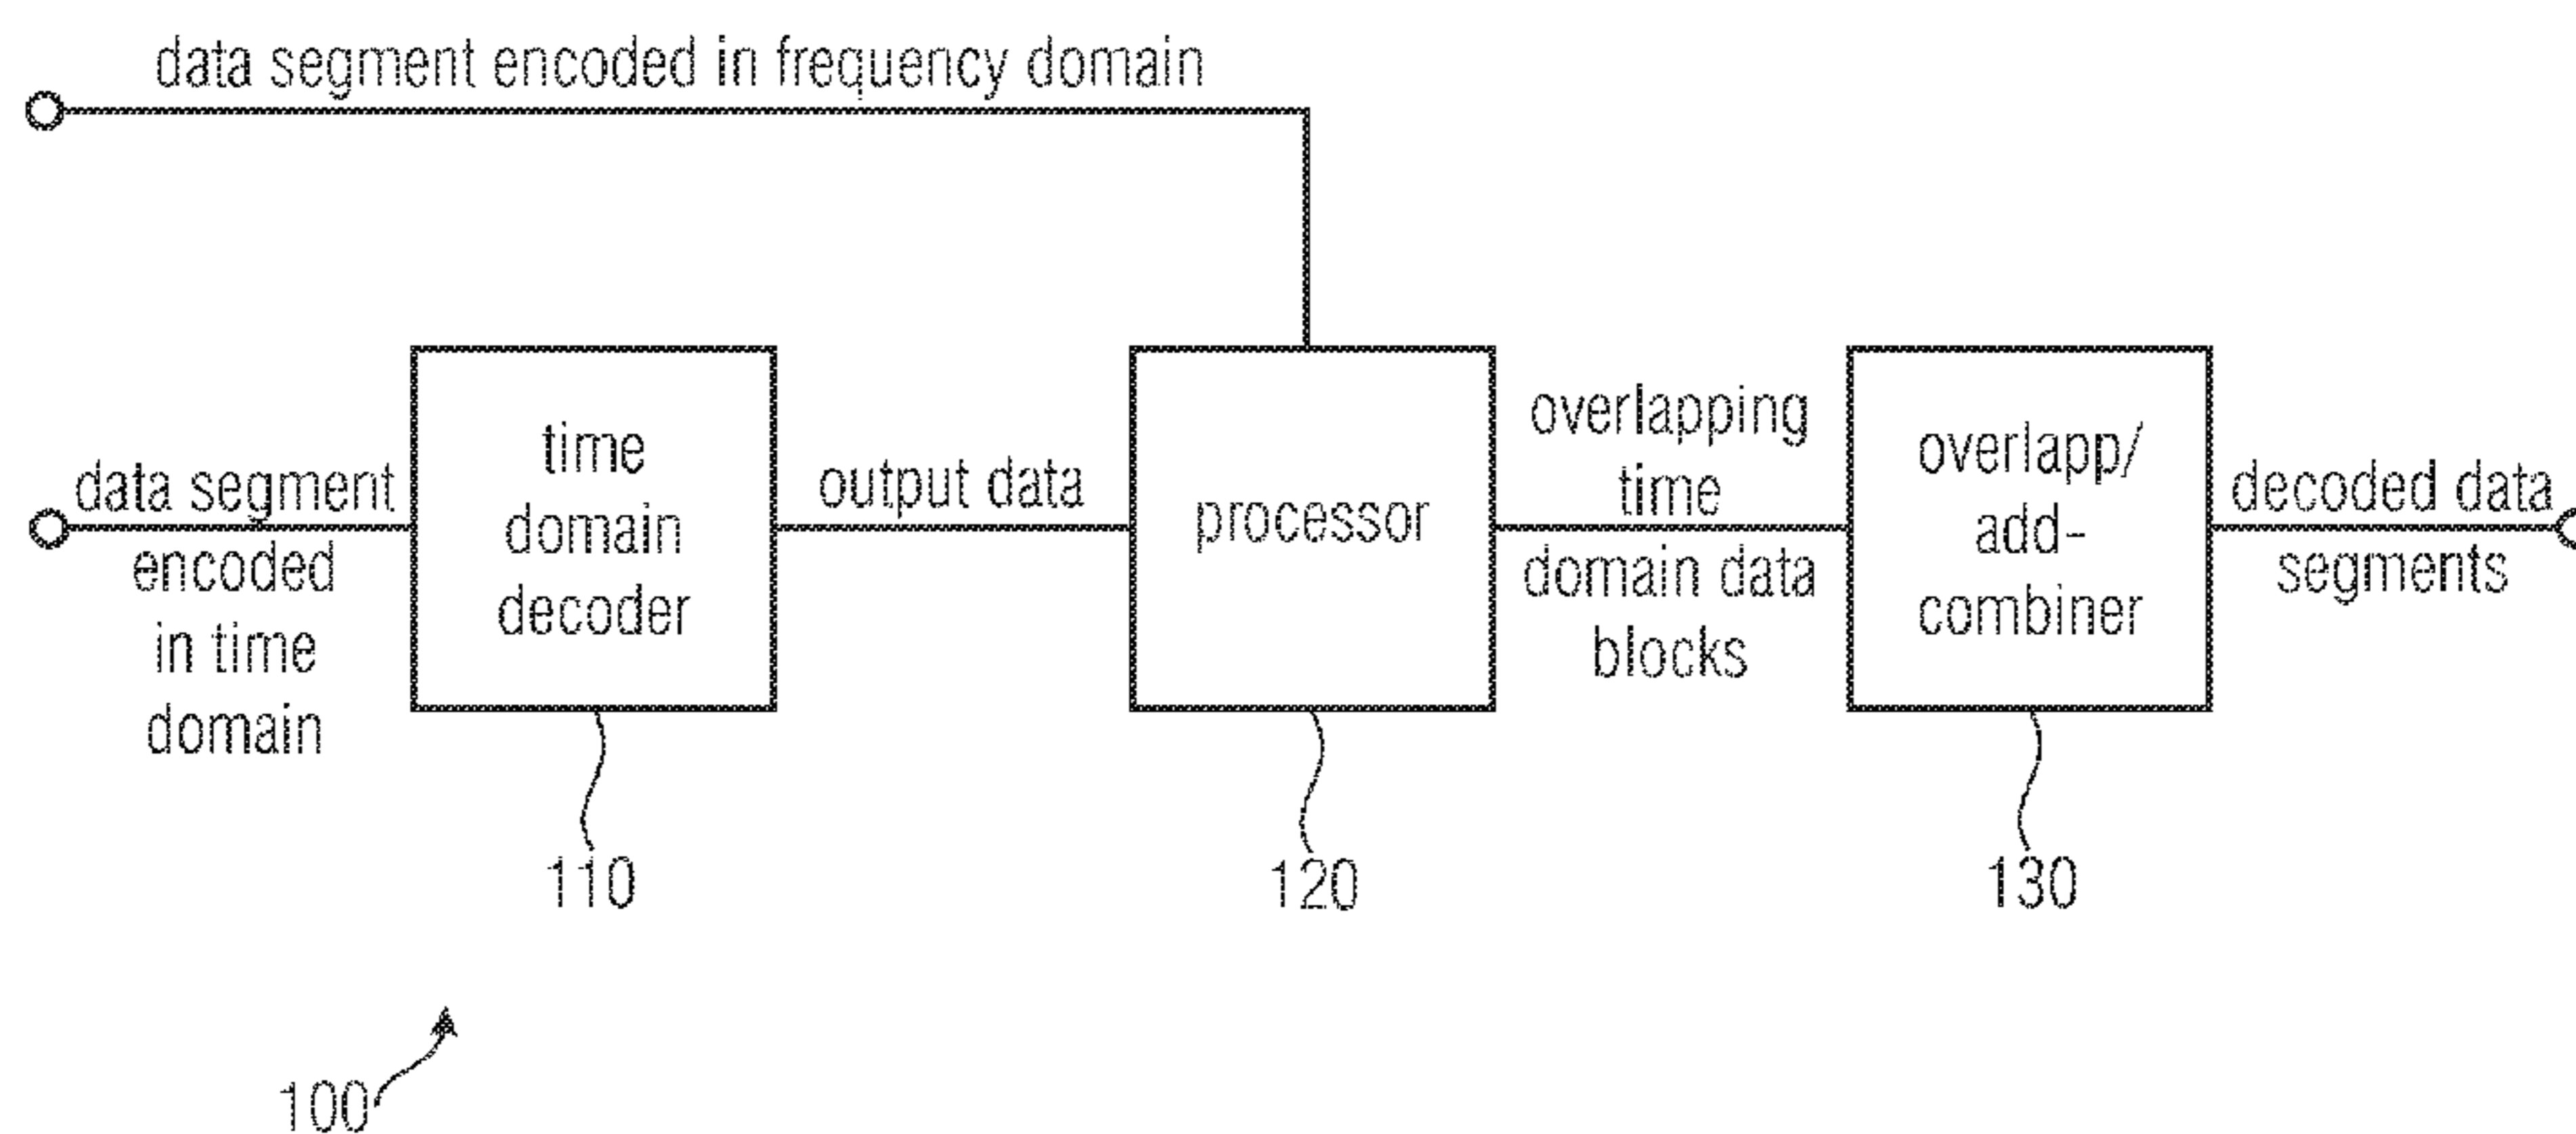 data segment encoded in frequency domain
data segment
encoded
in time
domain
time
domain
decoder
output data
processor
overlapping
time
domain data
blocks
overlapp/
add-
combiner
decoded data
segments
110
120
130
100